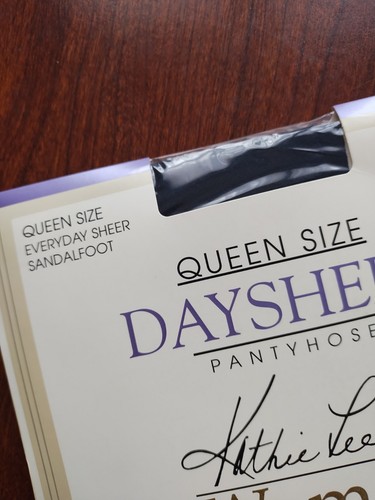 QUEEN SIZE
EVERYDAY SHEER
SANDALFOOT
QUEEN SIZE
DAYSHEE
PANTYHOSE
Kathie Lee